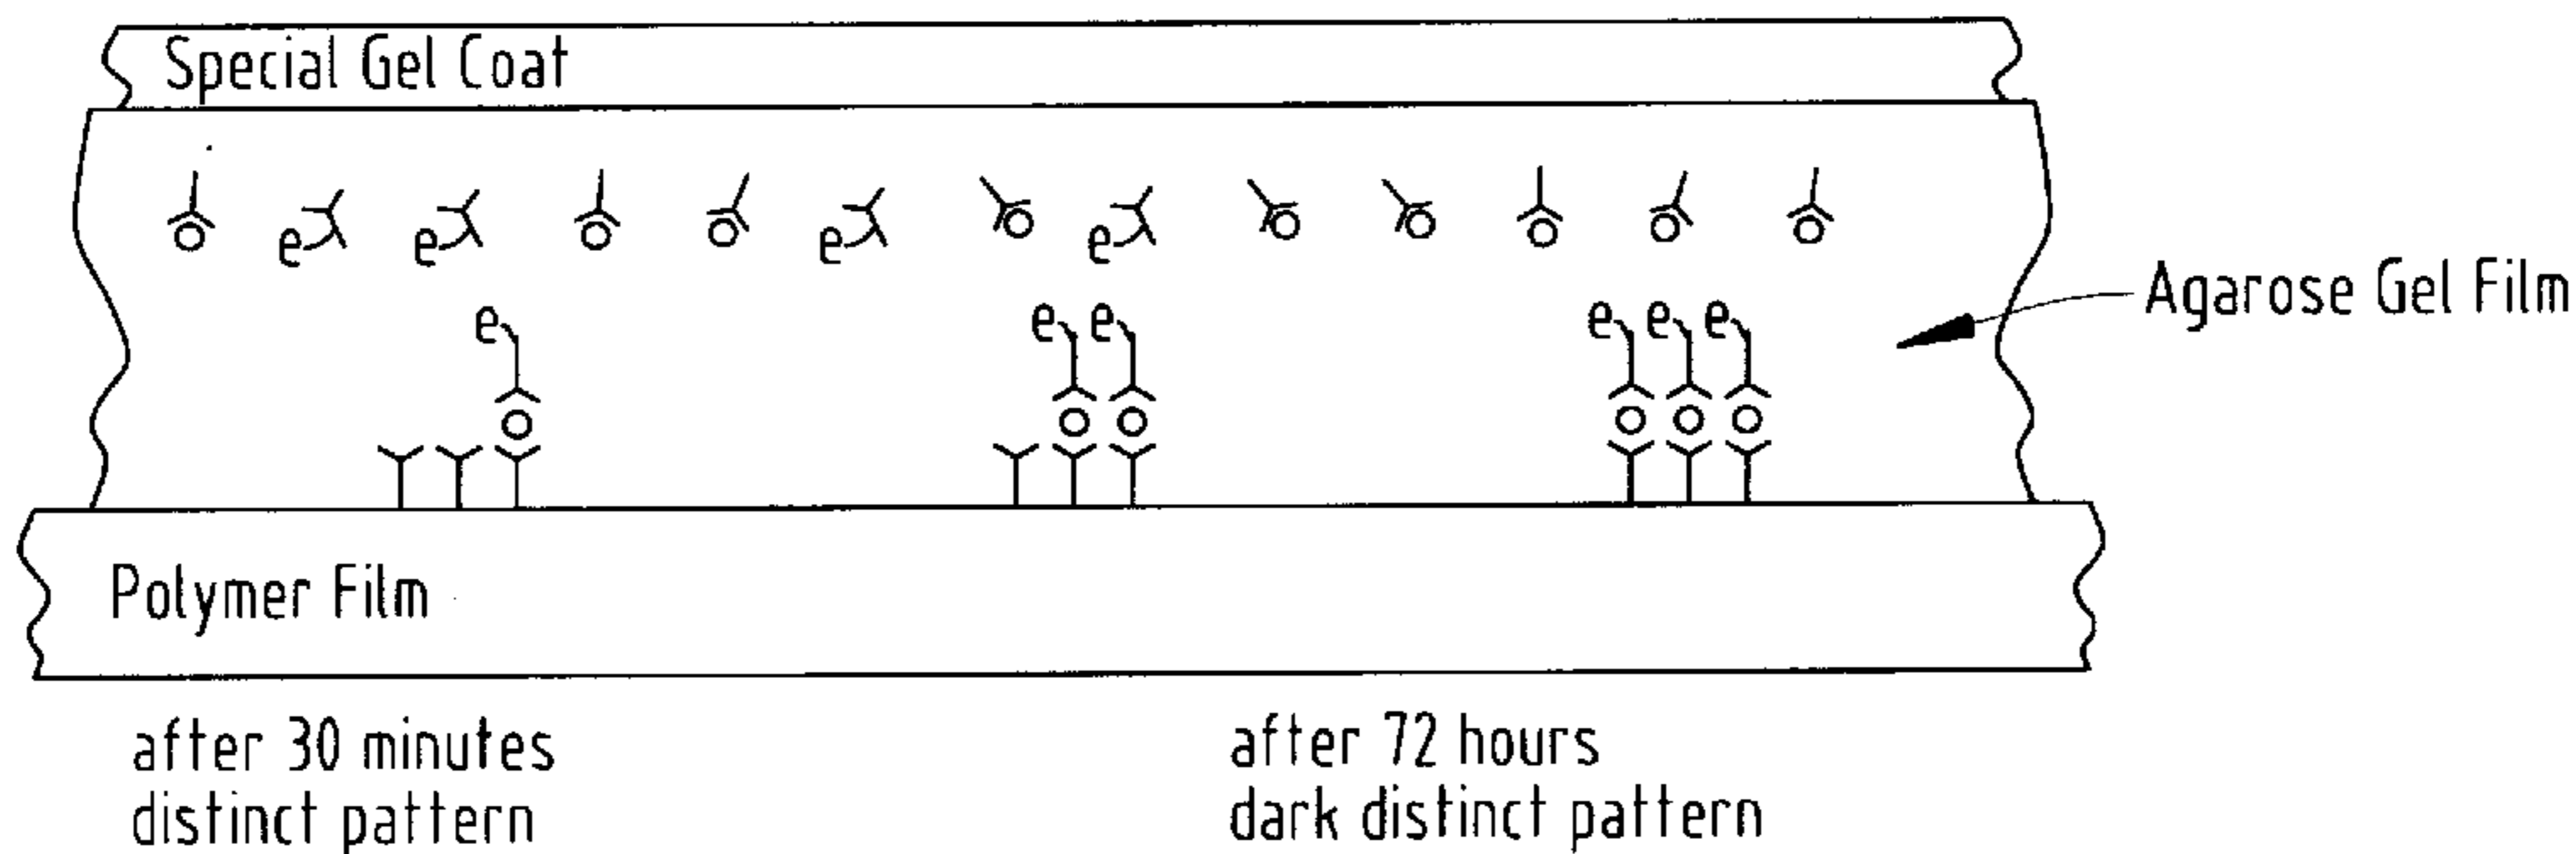 Special Gel Coat
e
e
e
e
e
e
e
e
e
e
Agarose Gel Film
Polymer Film
after 30 minutes
distinct pattern
after 72 hours
dark distinct pattern